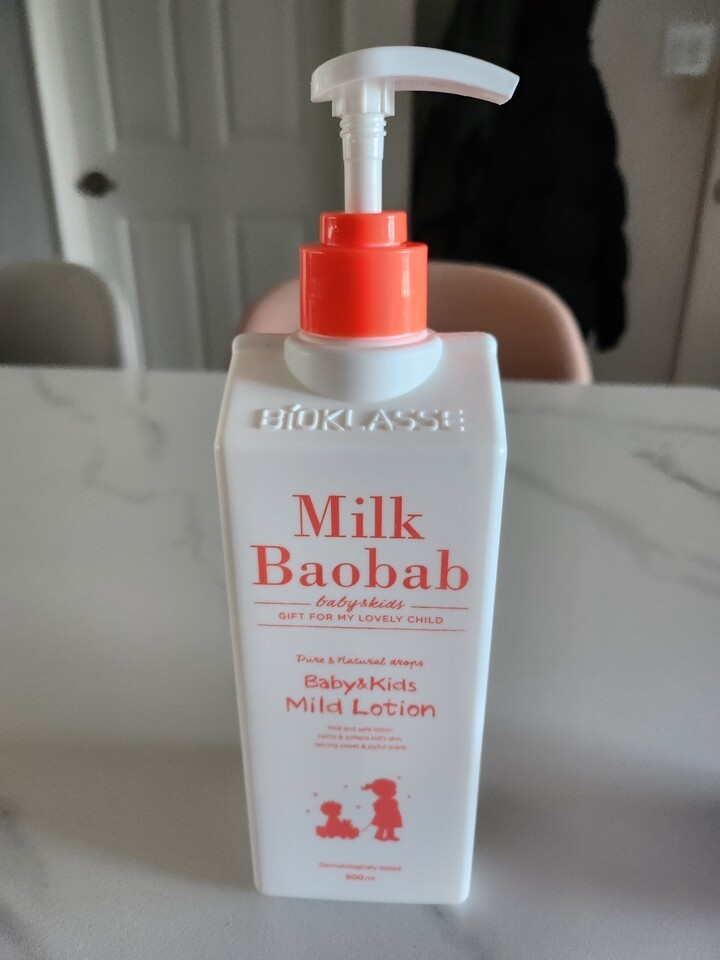 BÍOKLASSE
Milk
Baobab
baby&kids
GIFT FOR MY LOVELY CHILD
Pure & Natural drops
Baby&Kids
Mild Lotion
Mild and safe lotion
calms & softens kid's skin,
leaving sweet & joyful scent
Dermatologically tested
500ml